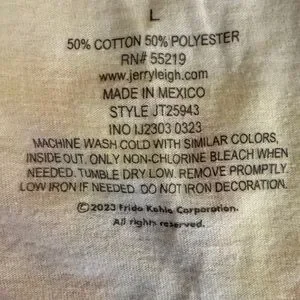 L
50% COTTON 50% POLYESTER
RN# 55219
www.jerryleigh.com
MADE IN MEXICO
STYLE JT25943
INO IJ2303 0323
MACHINE WASH COLD WITH SIMILAR COLORS,
INSIDE OUT. ONLY NON-CHLORINE BLEACH WHEN
NEEDED. TUMBLE DRY LOW. REMOVE PROMPTLY.
LOW IRON IF NEEDED. DO NOT IRON DECORATION.
©2023 Frida Kahlo Corporation.
All rights reserved.